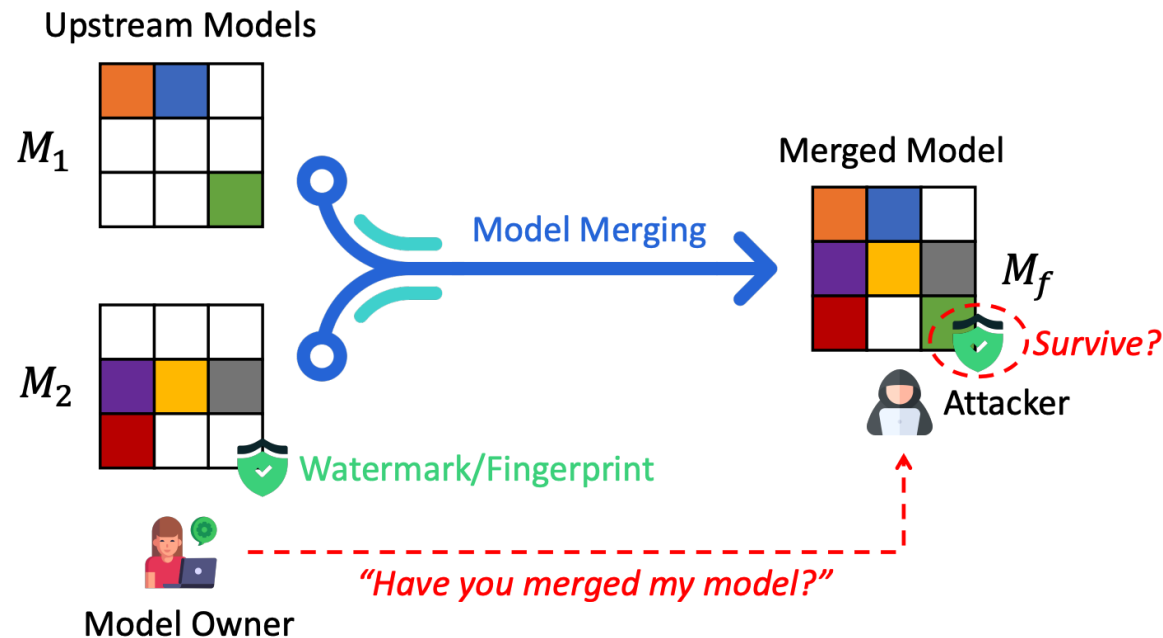 Upstream Models
M₁
Model Merging
Merged Model
M_f
Survive?
M₂
Attacker
Watermark/Fingerprint
“Have you merged my model?”
Model Owner